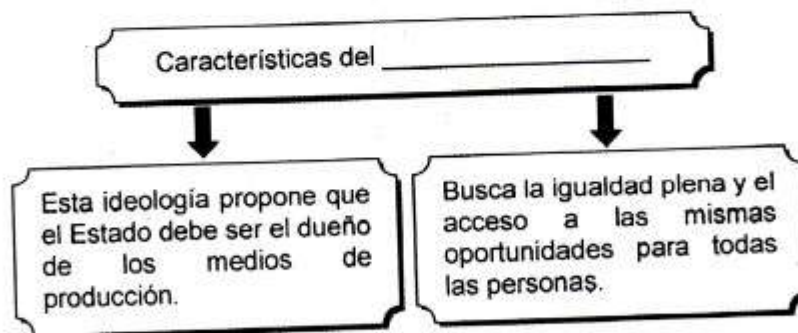 Características del ____________________
Esta ideología propone que
el Estado debe ser el dueño
de los medios de
producción.
Busca la igualdad plena y el
acceso a las mismas
oportunidades para todas
las personas.